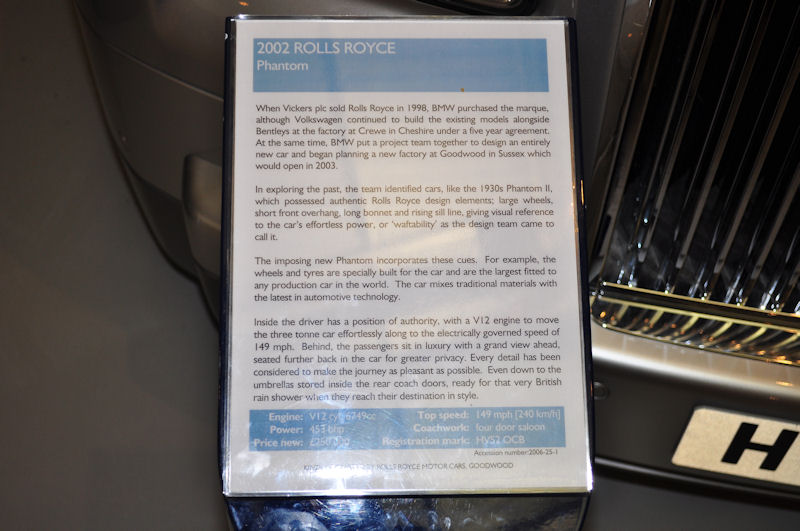 2002 ROLLS ROYCE
Phantom
When Vickers plc sold Rolls Royce in 1998, BMW purchased the marque,
although Volkswagen continued to build the existing models alongside
Bentleys at the factory at Crewe in Cheshire under a five year agreement.
At the same time, BMW put a project team together to design an entirely
new car and began planning a new factory at Goodwood in Sussex which
would open in 2003.
In exploring the past, the team identified cars, like the 1930s Phantom II,
which possessed authentic Rolls Royce design elements; large wheels,
short front overhang, long bonnet and rising sill line, giving visual reference
to the car's effortless power, or 'waftability' as the design team came to
call it.
The imposing new Phantom incorporates these cues. For example, the
wheels and tyres are specially built for the car and are the largest fitted to
any production car in the world. The car mixes traditional materials with
the latest in automotive technology.
Inside the driver has a position of authority, with a V12 engine to move
the three tonne car effortlessly along to the electrically governed speed of
149 mph. Behind, the passengers sit in luxury with a grand view ahead,
seated further back in the car for greater privacy. Every detail has been
considered to make the journey as pleasant as possible. Even down to the
umbrellas stored inside the rear coach doors, ready for that very British
rain shower when they reach their destination in style.
Engine: V12 cyl, 6749cc Top speed: 149 mph [240 km/h]
Power: 453 bhp Coachwork: four door saloon
Price new: Registration mark: HV52 OCB
Accession number:2006-25-1
BY ROLLS ROYCE MOTOR CARS, GOODWOOD
H